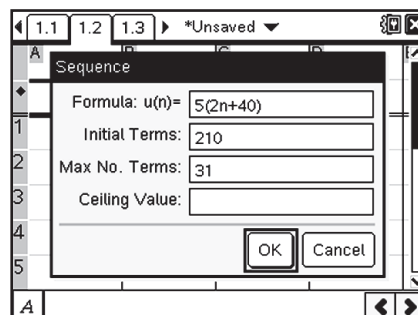 1.1 1.2 1.3 *Unsaved
A B C D E
Sequence
Formula: u(n)= 5(2n+40)
1 Initial Terms: 210
2 Max No. Terms: 31
3 Ceiling Value:
4 OK Cancel
5
A